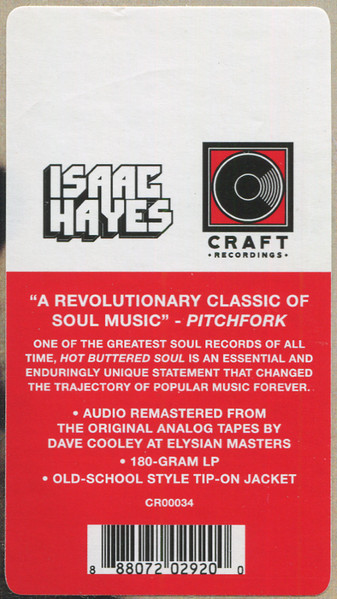 ISAAC
HAYES
CRAFT
• RECORDINGS •
“A REVOLUTIONARY CLASSIC OF
SOUL MUSIC” - PITCHFORK
ONE OF THE GREATEST SOUL RECORDS OF ALL
TIME, HOT BUTTERED SOUL IS AN ESSENTIAL AND
ENDURINGLY UNIQUE STATEMENT THAT CHANGED
THE TRAJECTORY OF POPULAR MUSIC FOREVER.
• AUDIO REMASTERED FROM
THE ORIGINAL ANALOG TAPES BY
DAVE COOLEY AT ELYSIAN MASTERS
• 180-GRAM LP
• OLD-SCHOOL STYLE TIP-ON JACKET
CR00034
8 88072 02920 0